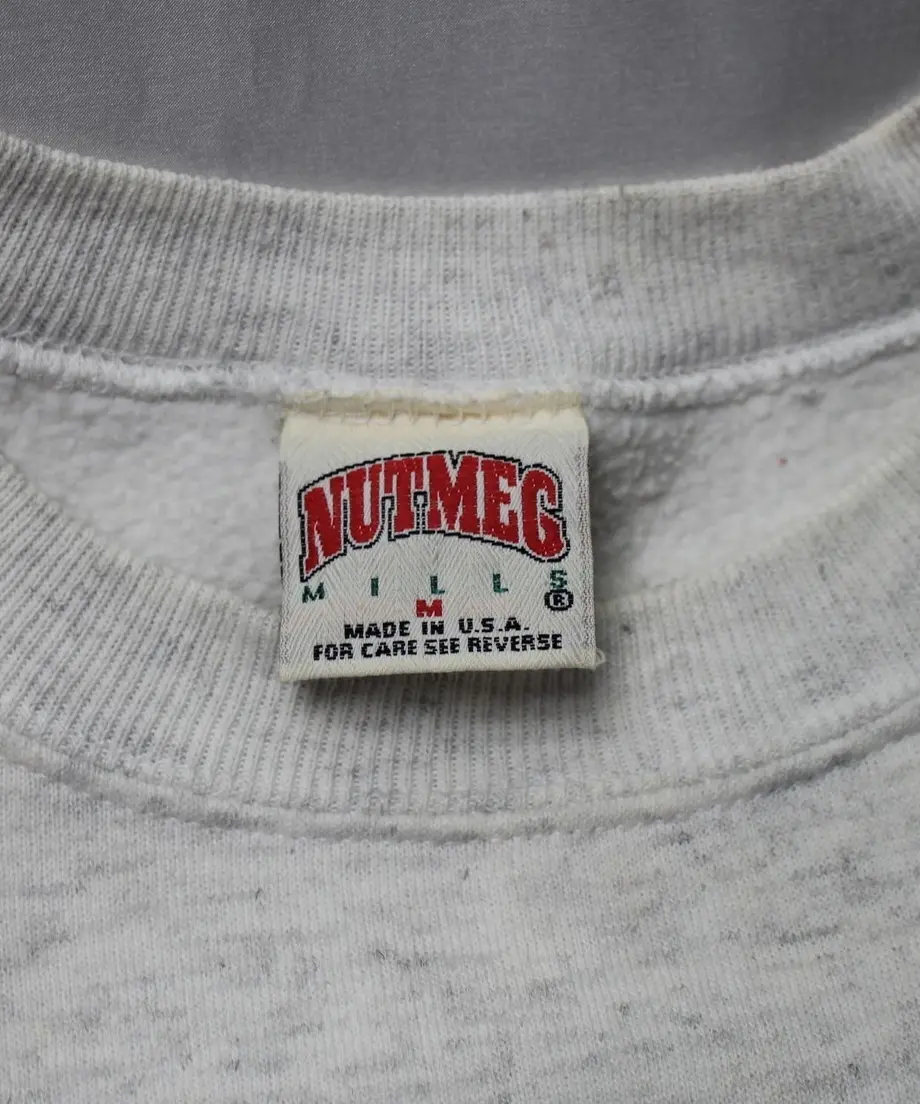 NUTMEG
MILLS®
M
MADE IN U.S.A.
FOR CARE SEE REVERSE